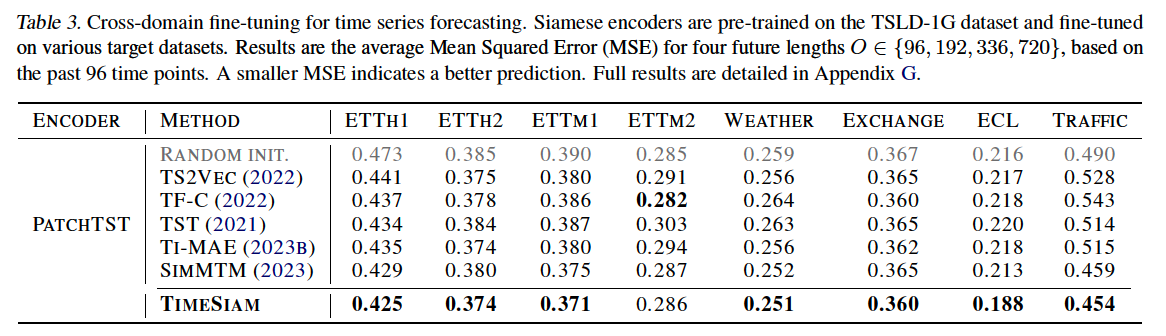 Table 3. Cross-domain fine-tuning for time series forecasting. Siamese encoders are pre-trained on the TSLD-1G dataset and fine-tuned
on various target datasets. Results are the average Mean Squared Error (MSE) for four future lengths O ∈ {96, 192, 336, 720}, based on
the past 96 time points. A smaller MSE indicates a better prediction. Full results are detailed in Appendix G.
ENCODER METHOD ETTH1 ETTH2 ETTM1 ETTM2 WEATHER EXCHANGE ECL TRAFFIC
RANDOM INIT. 0.473 0.385 0.390 0.285 0.259 0.367 0.216 0.490
TS2VEC (2022) 0.441 0.375 0.380 0.291 0.256 0.365 0.217 0.528
TF-C (2022) 0.437 0.378 0.386 0.282 0.264 0.360 0.218 0.543
PATCHTST TST (2021) 0.434 0.384 0.387 0.303 0.263 0.365 0.220 0.514
TI-MAE (2023B) 0.435 0.374 0.380 0.294 0.256 0.362 0.218 0.515
SIMMTM (2023) 0.429 0.380 0.375 0.287 0.252 0.365 0.213 0.459
TIMESIAM 0.425 0.374 0.371 0.286 0.251 0.360 0.188 0.454